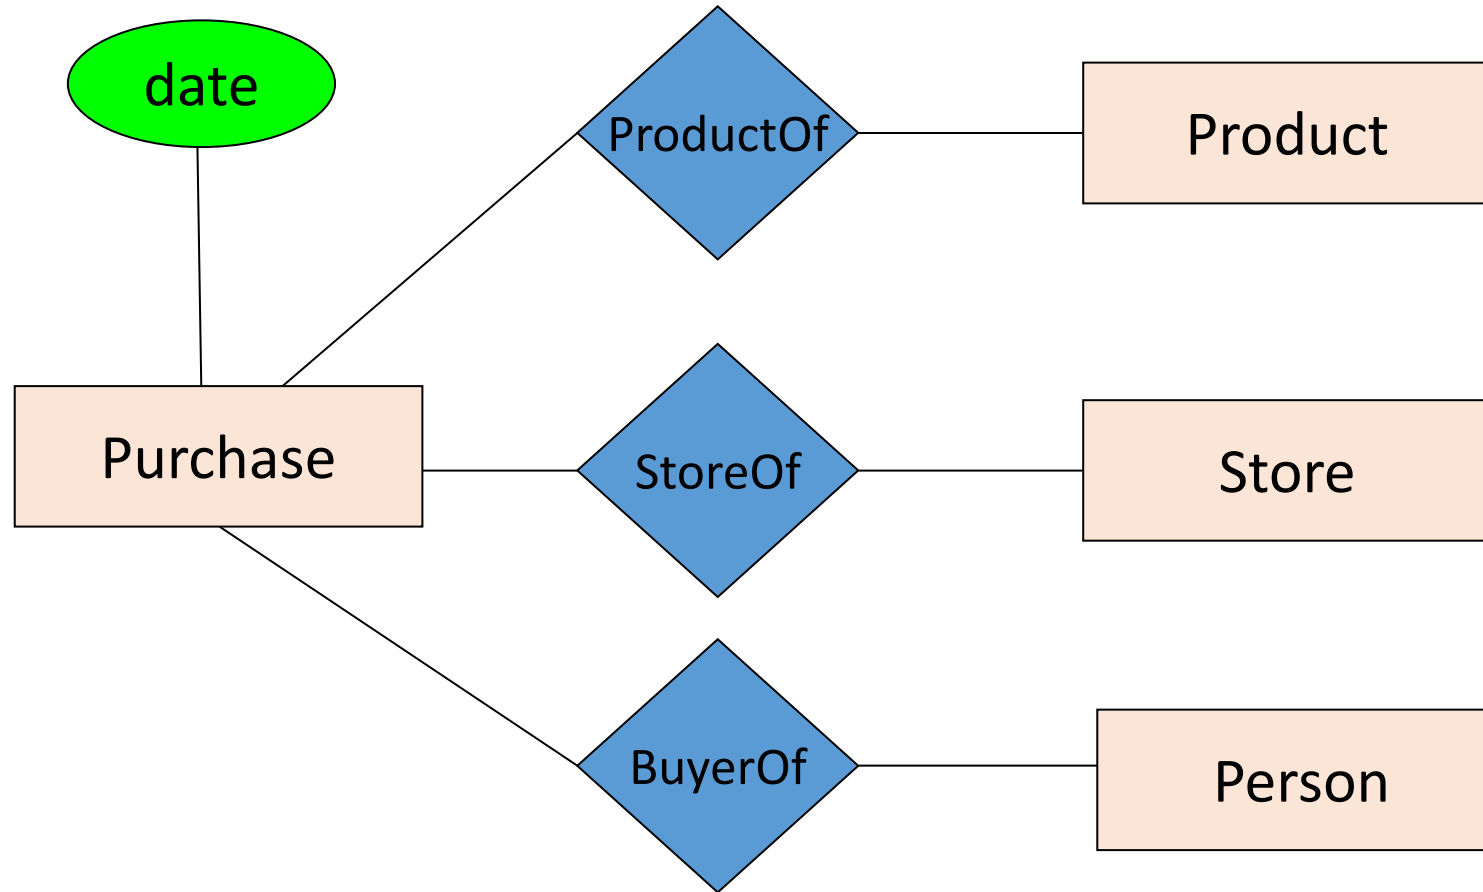 date
ProductOf
Product
Purchase
StoreOf
Store
BuyerOf
Person